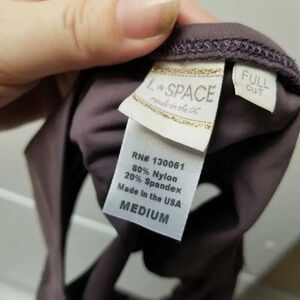 L*SPACE
made in the OC
FULL
CUT
RN# 130061
80% Nylon
20% Spandex
Made in the USA
MEDIUM